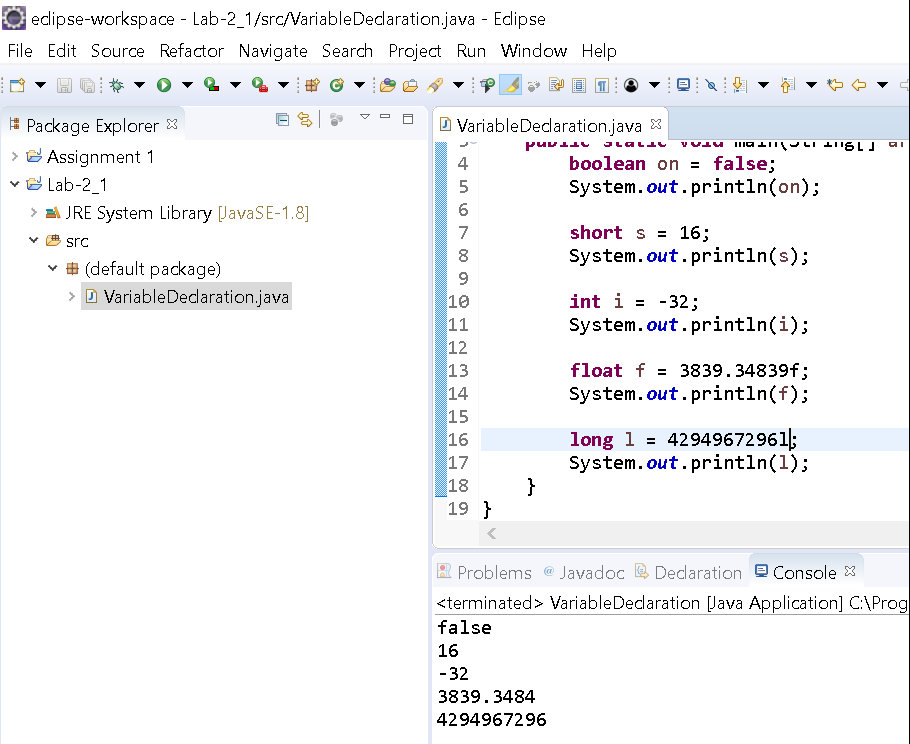 eclipse-workspace - Lab-2_1/src/VariableDeclaration.java - Eclipse
File Edit Source Refactor Navigate Search Project Run Window Help
Package Explorer
Assignment 1
Lab-2_1
JRE System Library [JavaSE-1.8]
src
(default package)
VariableDeclaration.java
VariableDeclaration.java
3 public static void main(String[] ar
4 boolean on = false;
5 System.out.println(on);
6
7 short s = 16;
8 System.out.println(s);
9
10 int i = -32;
11 System.out.println(i);
12
13 float f = 3839.34839f;
14 System.out.println(f);
15
16 long l = 4294967296l;
17 System.out.println(l);
18 }
19 }
Problems @ Javadoc Declaration Console
<terminated> VariableDeclaration [Java Application] C:\Prog
false
16
-32
3839.3484
4294967296